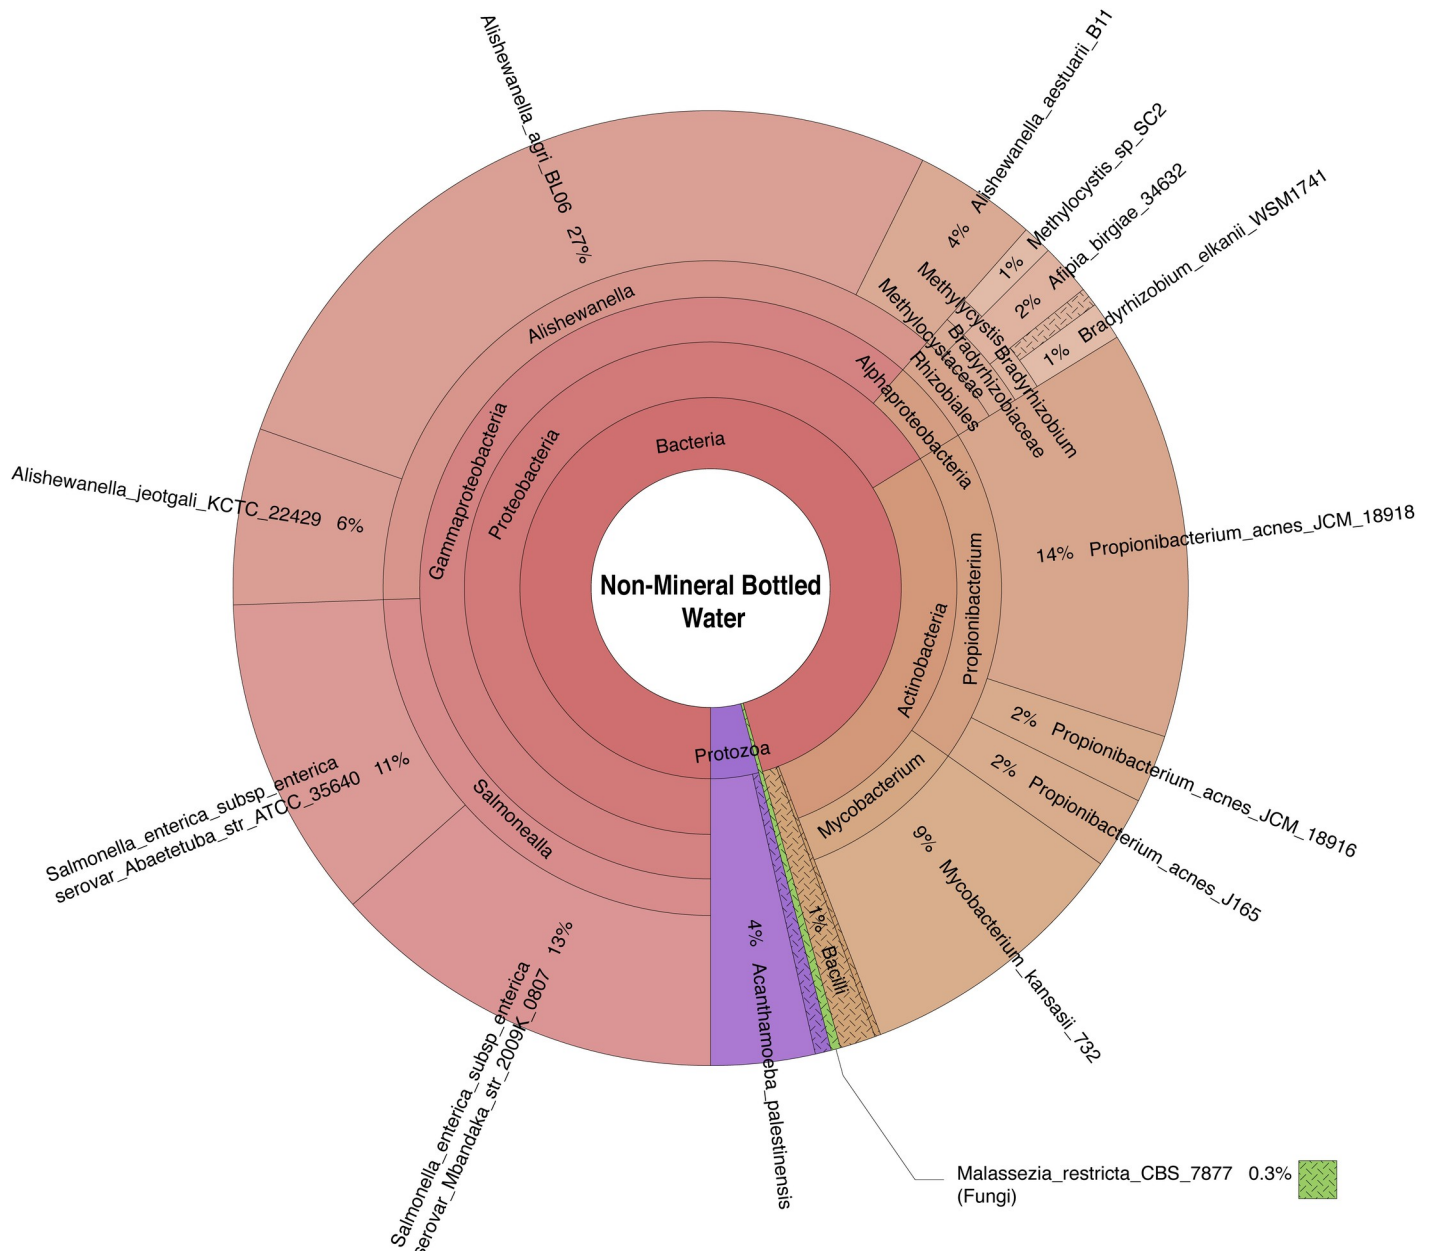 Alishewanella_agri_BL06 27%
4% Alishewanella_aestuarii_B11
1% Methylocystis_sp_SC2
2% Afipia_birgiae_34632
1% Bradyrhizobium_elkanii_WSM1741
Alishewanella
Methylycystis
Methylocystaceae
Bradyrhizobium
Bradyrhizobiaceae
Rhizobiales
Alphaproteobacteria
Gammaproteobacteria
Proteobacteria
Bacteria
Alishewanella_jeotgali_KCTC_22429 6%
14% Propionibacterium_acnes_JCM_18918
Non-Mineral Bottled
Water
Propionibacterium
Actinobacteria
2% Propionibacterium_acnes_JCM_18916
2% Propionibacterium_acnes_J165
Protozoa
Mycobacterium
9% Mycobacterium_kansasii_732
Salmonella_enterica_subsp_enterica
serovar_Abaetetuba_str_ATCC_35640 11%
Salmonealla
Salmonella_enterica_subsp_enterica
serovar_Mbandaka_str_2009K_0807 13%
4% Acanthamoeba_palestinensis
1% Bacilli
Malassezia_restricta_CBS_7877 0.3%
(Fungi)